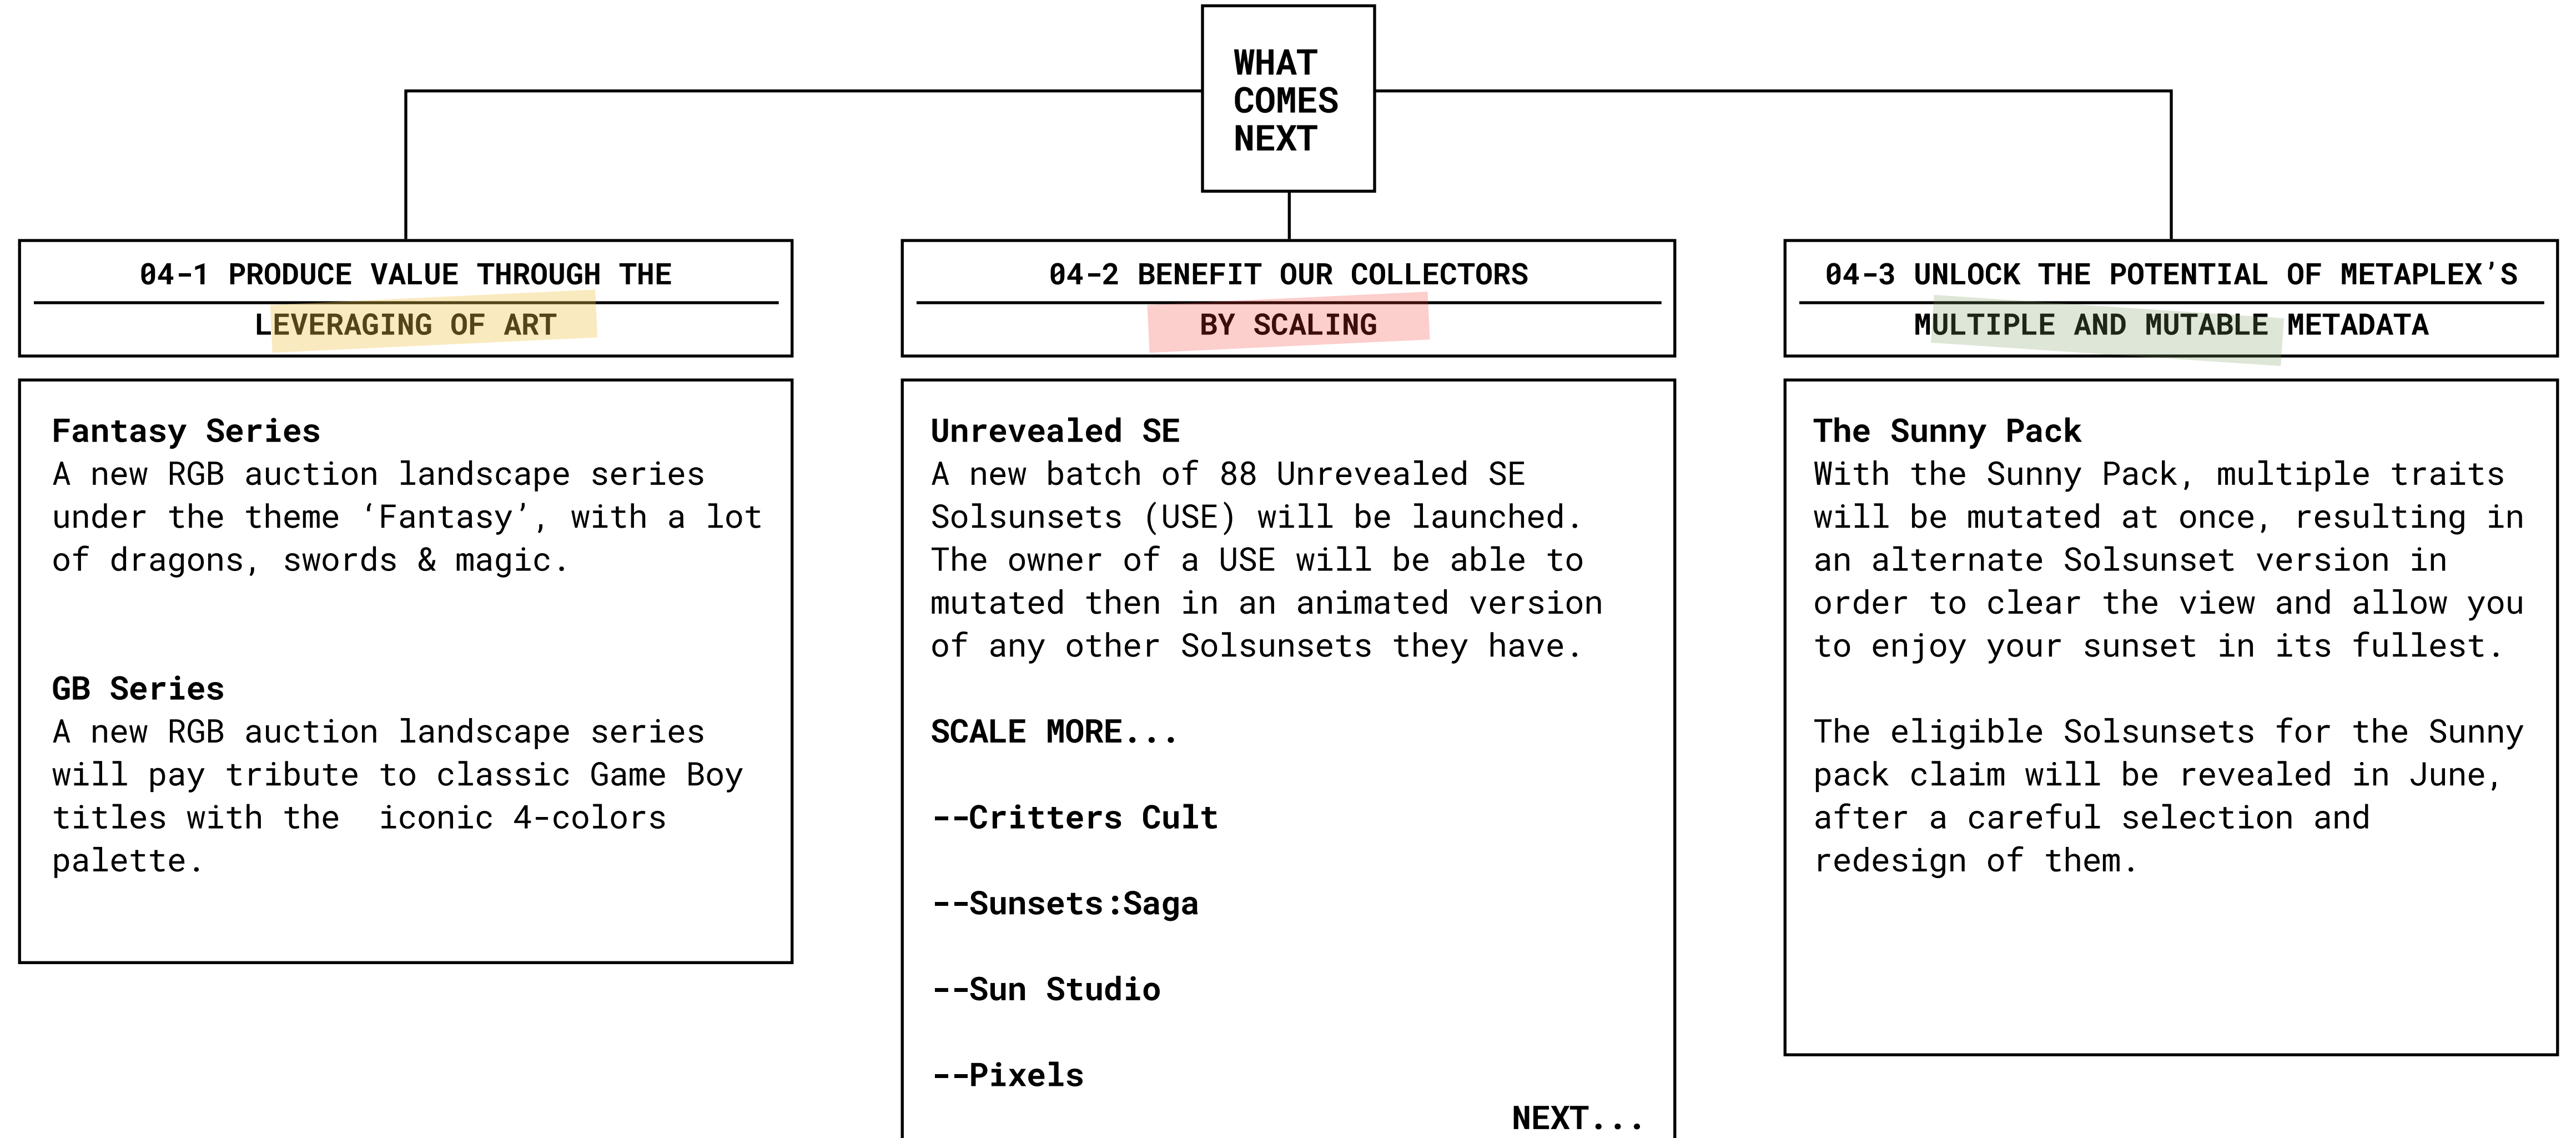 WHAT
COMES
NEXT
04-1 PRODUCE VALUE THROUGH THE
LEVERAGING OF ART
Fantasy Series
A new RGB auction landscape series
under the theme ‘Fantasy’, with a lot
of dragons, swords & magic.
GB Series
A new RGB auction landscape series
will pay tribute to classic Game Boy
titles with the  iconic 4-colors
palette.
04-2 BENEFIT OUR COLLECTORS
BY SCALING
Unrevealed SE
A new batch of 88 Unrevealed SE
Solsunsets (USE) will be launched.
The owner of a USE will be able to
mutated then in an animated version
of any other Solsunsets they have.
SCALE MORE...
--Critters Cult
--Sunsets:Saga
--Sun Studio
--Pixels
NEXT...
04-3 UNLOCK THE POTENTIAL OF METAPLEX’S
MULTIPLE AND MUTABLE METADATA
The Sunny Pack
With the Sunny Pack, multiple traits
will be mutated at once, resulting in
an alternate Solsunset version in
order to clear the view and allow you
to enjoy your sunset in its fullest.
The eligible Solsunsets for the Sunny
pack claim will be revealed in June,
after a careful selection and
redesign of them.